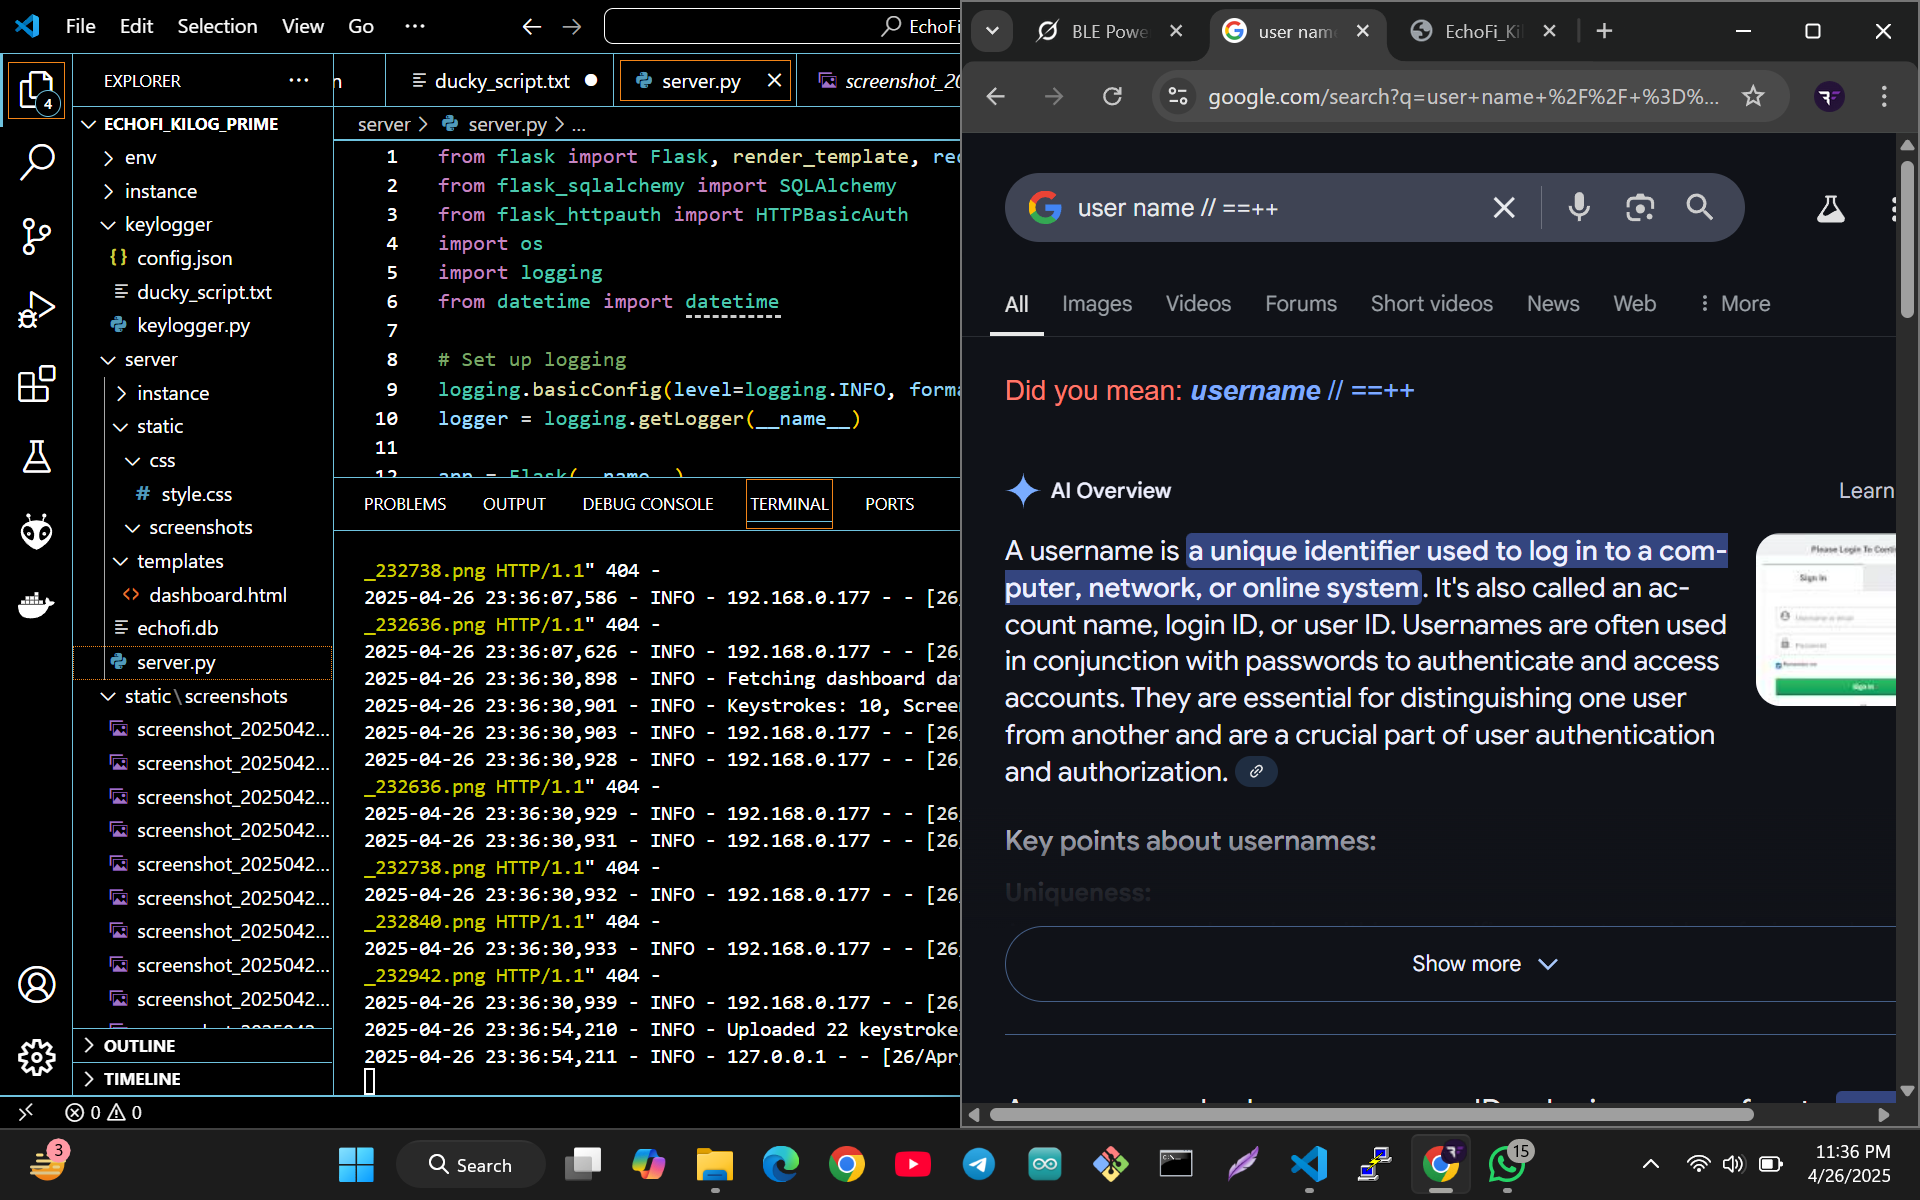 File Edit Selection View Go ...
EchoFi
EXPLORER ...
4
ECHOFI_KILOG_PRIME
env
instance
keylogger
{} config.json
ducky_script.txt
keylogger.py
server
instance
static
css
# style.css
screenshots
templates
<> dashboard.html
echofi.db
server.py
static\screenshots
screenshot_2025042...
screenshot_2025042...
screenshot_2025042...
screenshot_2025042...
screenshot_2025042...
screenshot_2025042...
screenshot_2025042...
screenshot_2025042...
screenshot_2025042...
OUTLINE
TIMELINE
0 0
n ducky_script.txt server.py screenshot_20
server > server.py > ...
1 from flask import Flask, render_template, rec
2 from flask_sqlalchemy import SQLAlchemy
3 from flask_httpauth import HTTPBasicAuth
4 import os
5 import logging
6 from datetime import datetime
7
8 # Set up logging
9 logging.basicConfig(level=logging.INFO, forma
10 logger = logging.getLogger(__name__)
11
12 app = Flask(__name__)
PROBLEMS OUTPUT DEBUG CONSOLE TERMINAL PORTS
_232738.png HTTP/1.1" 404 -
2025-04-26 23:36:07,586 - INFO - 192.168.0.177 - - [26
_232636.png HTTP/1.1" 404 -
2025-04-26 23:36:07,626 - INFO - 192.168.0.177 - - [26
2025-04-26 23:36:30,898 - INFO - Fetching dashboard da
2025-04-26 23:36:30,901 - INFO - Keystrokes: 10, Scree
2025-04-26 23:36:30,903 - INFO - 192.168.0.177 - - [26
2025-04-26 23:36:30,928 - INFO - 192.168.0.177 - - [26
_232636.png HTTP/1.1" 404 -
2025-04-26 23:36:30,929 - INFO - 192.168.0.177 - - [26
2025-04-26 23:36:30,931 - INFO - 192.168.0.177 - - [26
_232738.png HTTP/1.1" 404 -
2025-04-26 23:36:30,932 - INFO - 192.168.0.177 - - [26
_232840.png HTTP/1.1" 404 -
2025-04-26 23:36:30,933 - INFO - 192.168.0.177 - - [26
_232942.png HTTP/1.1" 404 -
2025-04-26 23:36:30,939 - INFO - 192.168.0.177 - - [26
2025-04-26 23:36:54,210 - INFO - Uploaded 22 keystroke
2025-04-26 23:36:54,211 - INFO - 127.0.0.1 - - [26/Apr
BLE Powe user nam EchoFi_Ki
google.com/search?q=user+name+%2F%2F+%3D%...
user name // ==++
All Images Videos Forums Short videos News Web More
Did you mean: username // ==++
AI Overview
Learn
A username is a unique identifier used to log in to a com-
puter, network, or online system. It's also called an ac-
count name, login ID, or user ID. Usernames are often used
in conjunction with passwords to authenticate and access
accounts. They are essential for distinguishing one user
from another and are a crucial part of user authentication
and authorization.
Please Login To Conti
Sign In
Username or email
Password
Remember me
Sign In
Key points about usernames:
Uniqueness:
Show more
3
Search
15
11:36 PM
4/26/2025